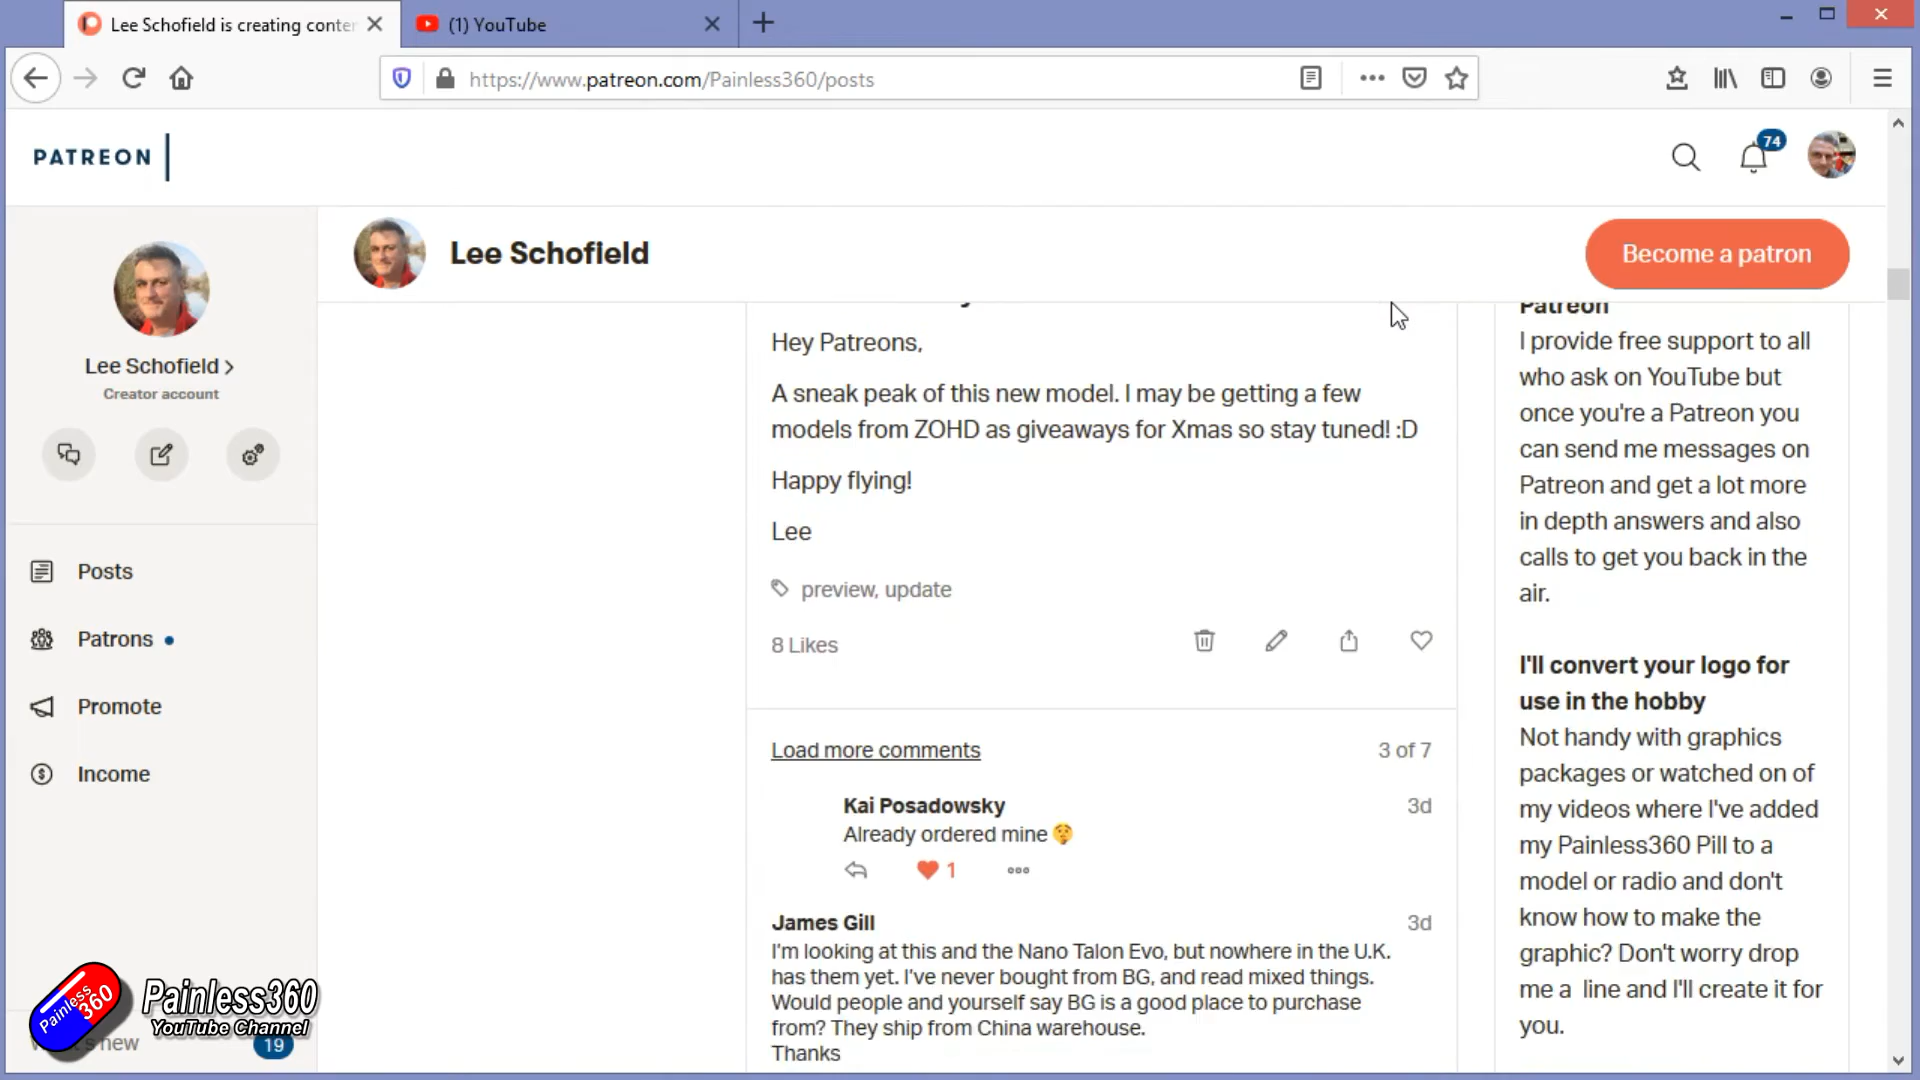 Lee Schofield is creating conten
(1) YouTube
https://www.patreon.com/Painless360/posts
PATREON
74
Lee Schofield
Become a patron
Lee Schofield
Creator account
Posts
Patrons
Promote
Income
19
Hey Patreons,
A sneak peak of this new model. I may be getting a few
models from ZOHD as giveaways for Xmas so stay tuned! :D
Happy flying!
Lee
preview, update
8 Likes
Load more comments
3 of 7
Kai Posadowsky
3d
Already ordered mine
1
James Gill
3d
I'm looking at this and the Nano Talon Evo, but nowhere in the U.K.
has them yet. I've never bought from BG, and read mixed things.
Would people and yourself say BG is a good place to purchase
from? They ship from China warehouse.
Thanks
Patreon
I provide free support to all
who ask on YouTube but
once you're a Patreon you
can send me messages on
Patreon and get a lot more
in depth answers and also
calls to get you back in the
air.
I'll convert your logo for
use in the hobby
Not handy with graphics
packages or watched on of
my videos where I've added
my Painless360 Pill to a
model or radio and don't
know how to make the
graphic? Don't worry drop
me a line and I'll create it for
you.
Painless
360
Painless360
YouTube Channel